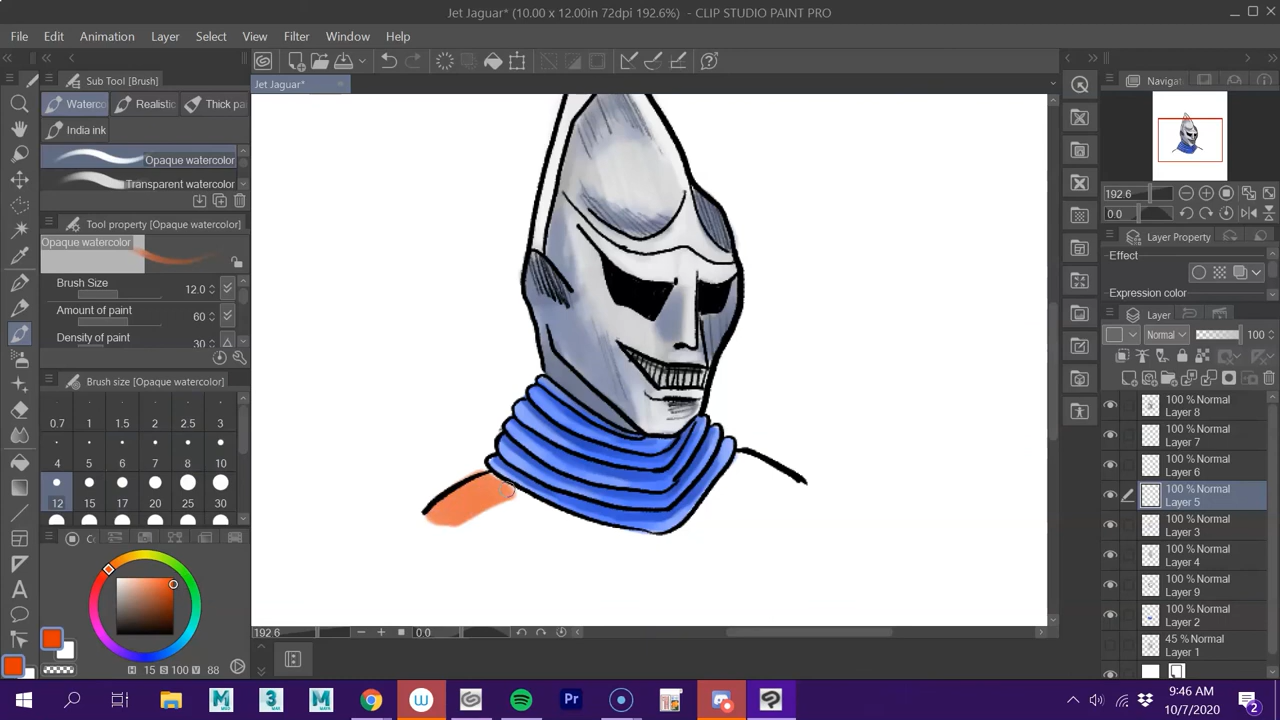 Jet Jaguar* (10.00 x 12.00in 72dpi 192.6%) - CLIP STUDIO PAINT PRO
File Edit Animation Layer Select View Filter Window Help
Sub Tool [Brush]
Jet Jaguar*
Navigat
Waterco Realistic Thick pa
India ink
Opaque watercolor
Transparent watercolor
Tool property [Opaque watercolor]
Opaque watercolor
Brush Size 12.0
Amount of paint 60
Density of paint 30
Brush size [Opaque watercolor]
0.7 1 1.5 2 2.5 3
4 5 6 7 8 10
12 15 17 20 25 30
H 15 S 100 V 88
192.6 0.0
192.6
0.0
Layer Property
Effect
Expression color
Layer
Normal 100
100 % Normal
Layer 8
100 % Normal
Layer 7
100 % Normal
Layer 6
100 % Normal
Layer 5
100 % Normal
Layer 3
100 % Normal
Layer 4
100 % Normal
Layer 9
100 % Normal
Layer 2
45 % Normal
Layer 1
9:46 AM
10/7/2020
2